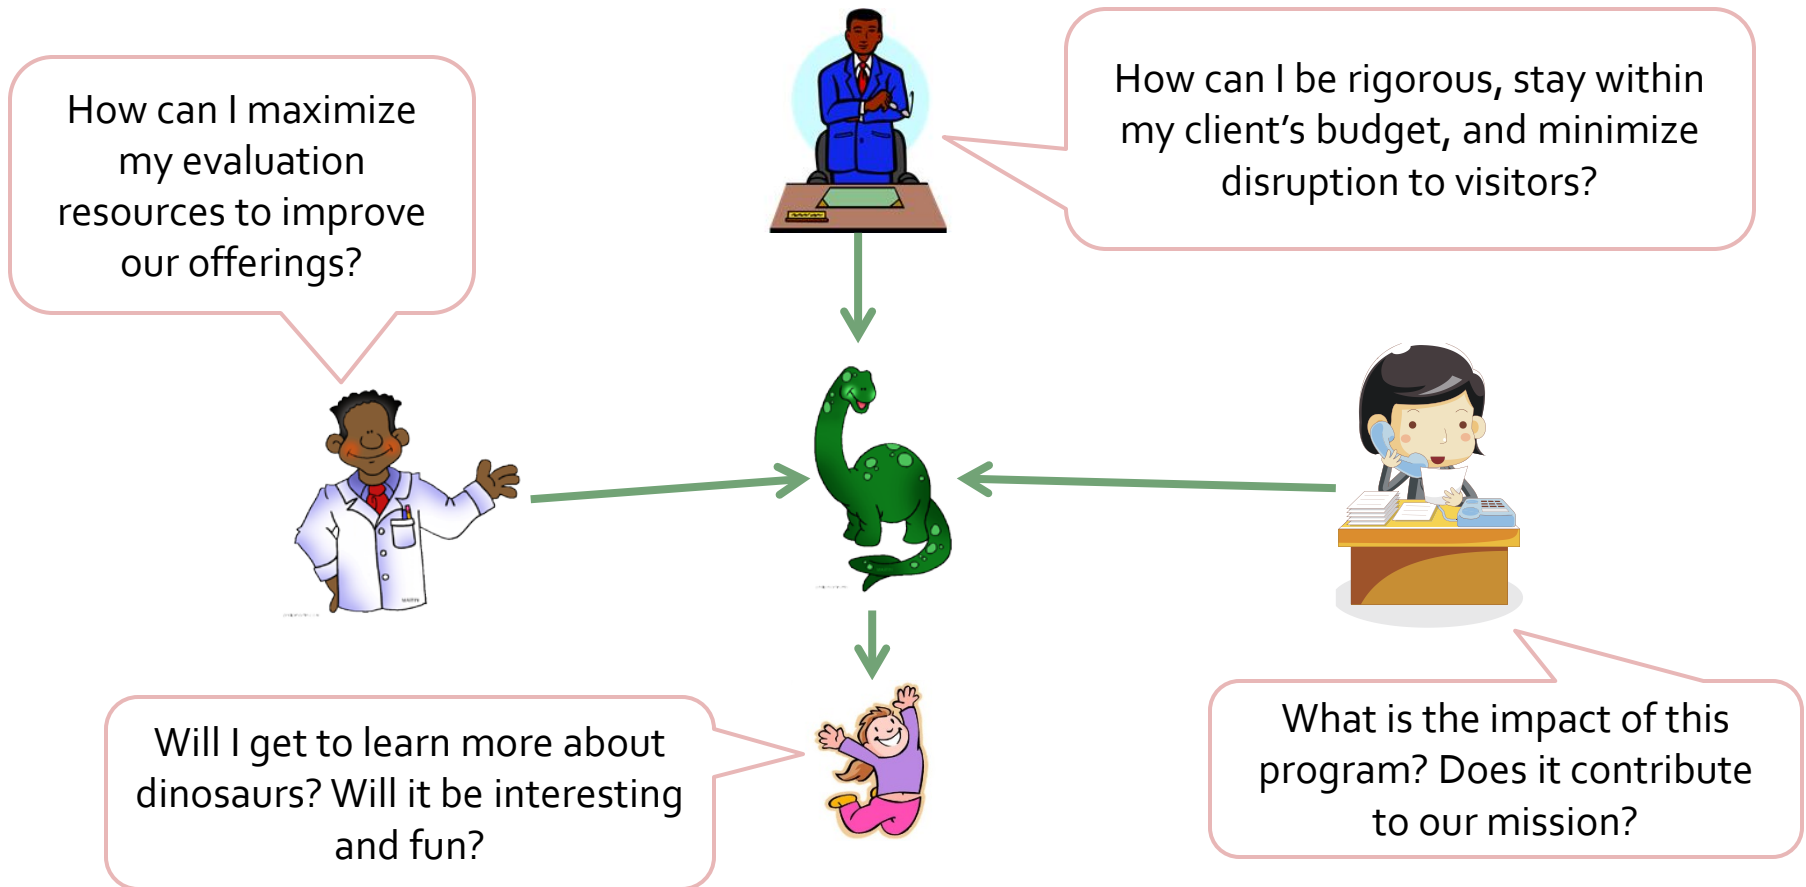 How can I maximize
my evaluation
resources to improve
our offerings?
How can I be rigorous, stay within
my client’s budget, and minimize
disruption to visitors?
Will I get to learn more about
dinosaurs? Will it be interesting
and fun?
What is the impact of this
program? Does it contribute
to our mission?